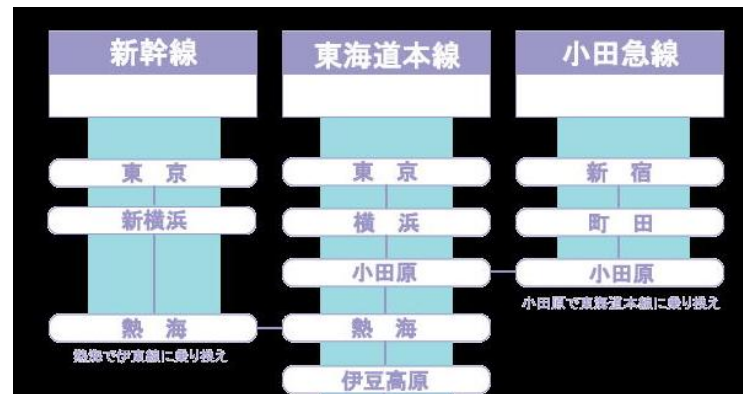 新幹線
東京
新横浜
熱海
熱海で伊東線に乗り換え
東海道本線
東京
横浜
小田原
熱海
伊豆高原
小田急線
新宿
町田
小田原
小田原で東海道本線に乗り換え